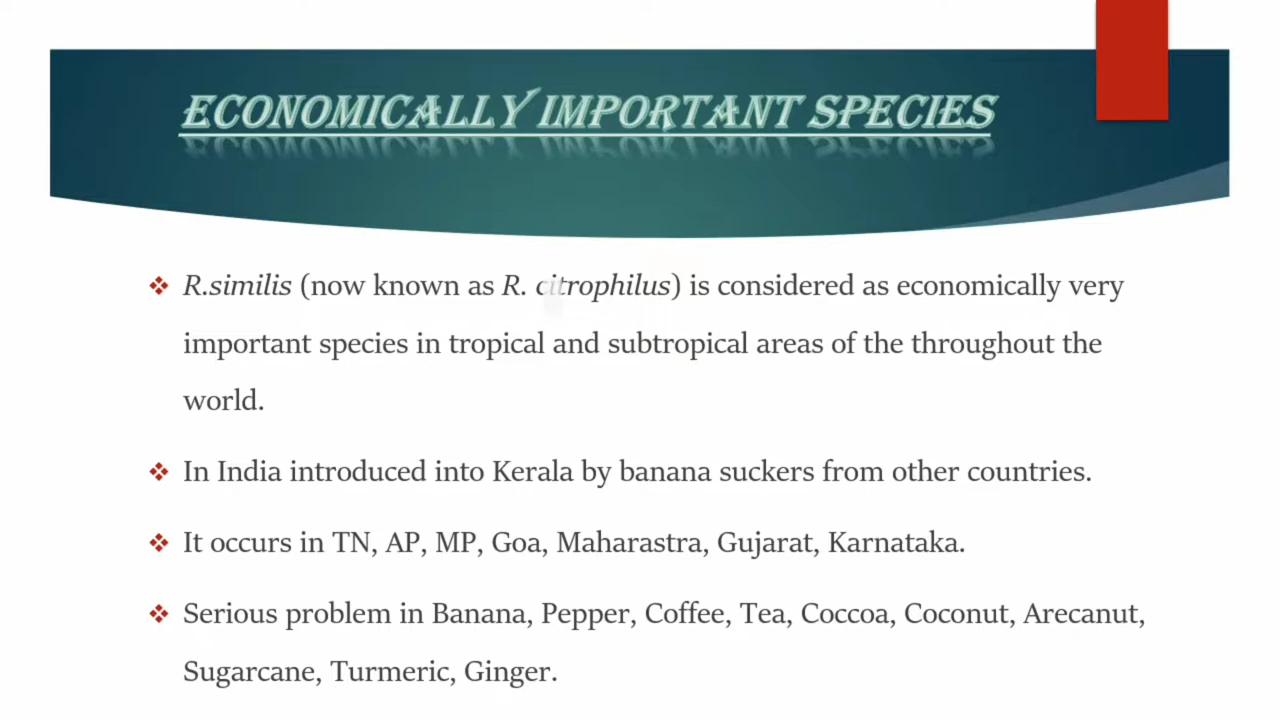 ECONOMICALLY IMPORTANT SPECIES
R.similis (now known as R. citrophilus) is considered as economically very
important species in tropical and subtropical areas of the throughout the
world.
In India introduced into Kerala by banana suckers from other countries.
It occurs in TN, AP, MP, Goa, Maharastra, Gujarat, Karnataka.
Serious problem in Banana, Pepper, Coffee, Tea, Coccoa, Coconut, Arecanut,
Sugarcane, Turmeric, Ginger.